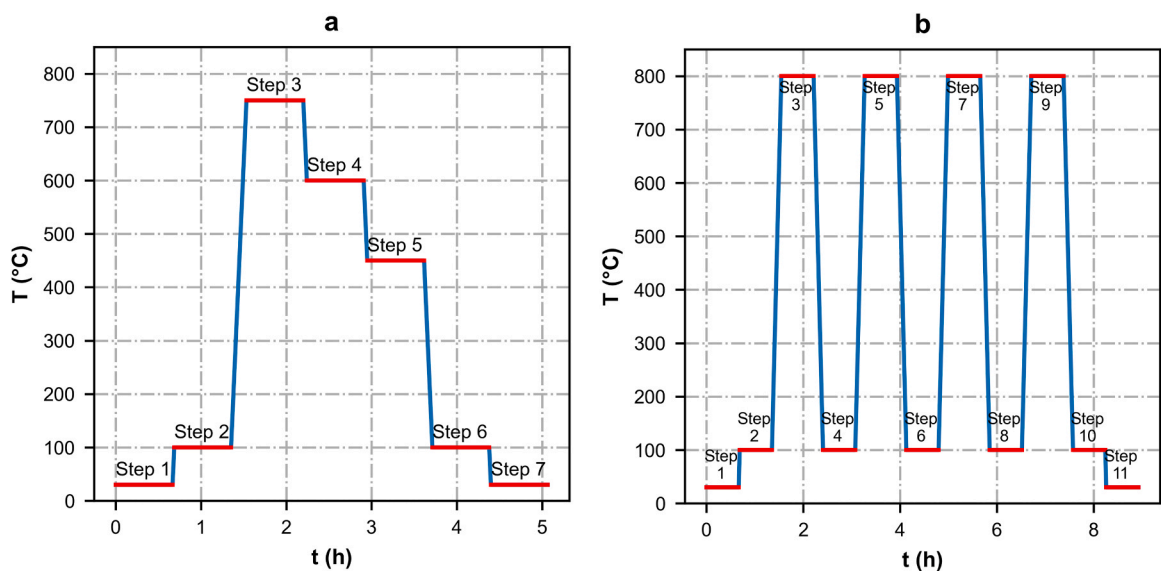 a
800
700
600
500
400
300
200
100
0
T (°C)
Step 1
Step 2
Step 3
Step 4
Step 5
Step 6
Step 7
0 1 2 3 4 5
t (h)
b
800
700
600
500
400
300
200
100
0
T (°C)
Step
1
Step
2
Step
3
Step
4
Step
5
Step
6
Step
7
Step
8
Step
9
Step
10
Step
11
0 2 4 6 8
t (h)